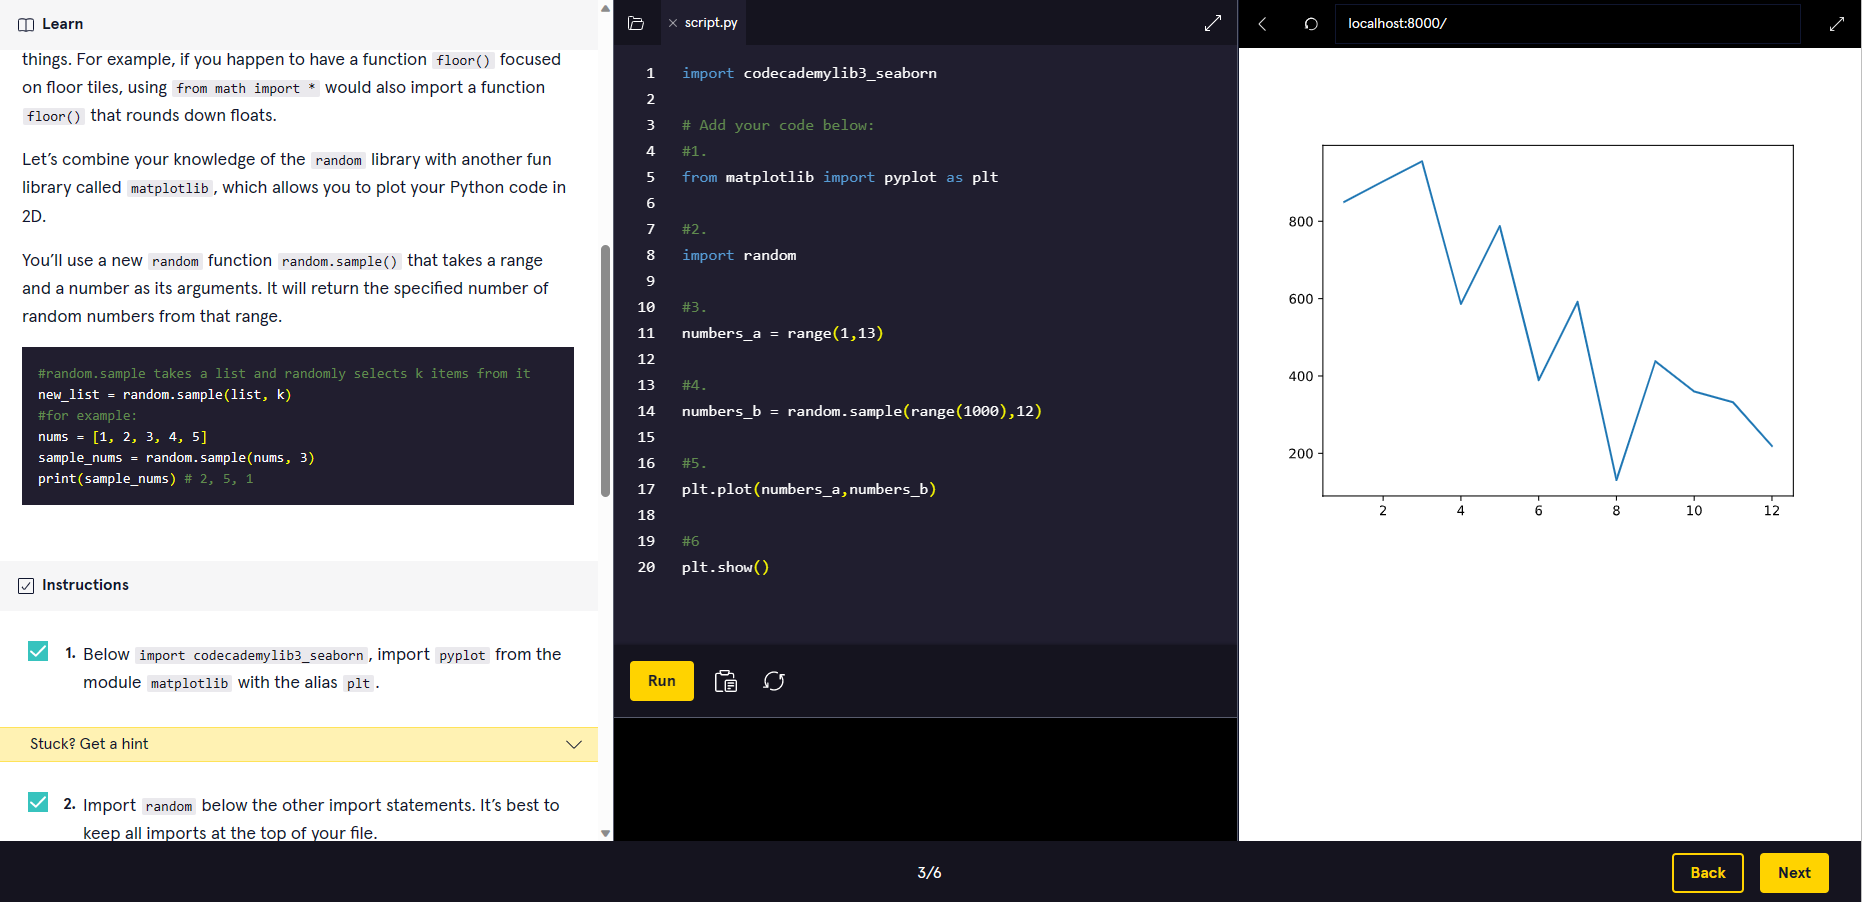 Learn
things. For example, if you happen to have a function floor() focused
on floor tiles, using from math import * would also import a function
floor() that rounds down floats.
Let’s combine your knowledge of the random library with another fun
library called matplotlib, which allows you to plot your Python code in
2D.
You’ll use a new random function random.sample() that takes a range
and a number as its arguments. It will return the specified number of
random numbers from that range.
#random.sample takes a list and randomly selects k items from it
new_list = random.sample(list, k)
#for example:
nums = [1, 2, 3, 4, 5]
sample_nums = random.sample(nums, 3)
print(sample_nums) # 2, 5, 1
Instructions
1. Below import codecademylib3_seaborn, import pyplot from the
module matplotlib with the alias plt.
Stuck? Get a hint
2. Import random below the other import statements. It’s best to
keep all imports at the top of your file.
script.py
1 import codecademylib3_seaborn
2
3 # Add your code below:
4 #1.
5 from matplotlib import pyplot as plt
6
7 #2.
8 import random
9
10 #3.
11 numbers_a = range(1,13)
12
13 #4.
14 numbers_b = random.sample(range(1000),12)
15
16 #5.
17 plt.plot(numbers_a,numbers_b)
18
19 #6
20 plt.show()
Run
localhost:8000/
800
600
400
200
2 4 6 8 10 12
3/6
Back
Next